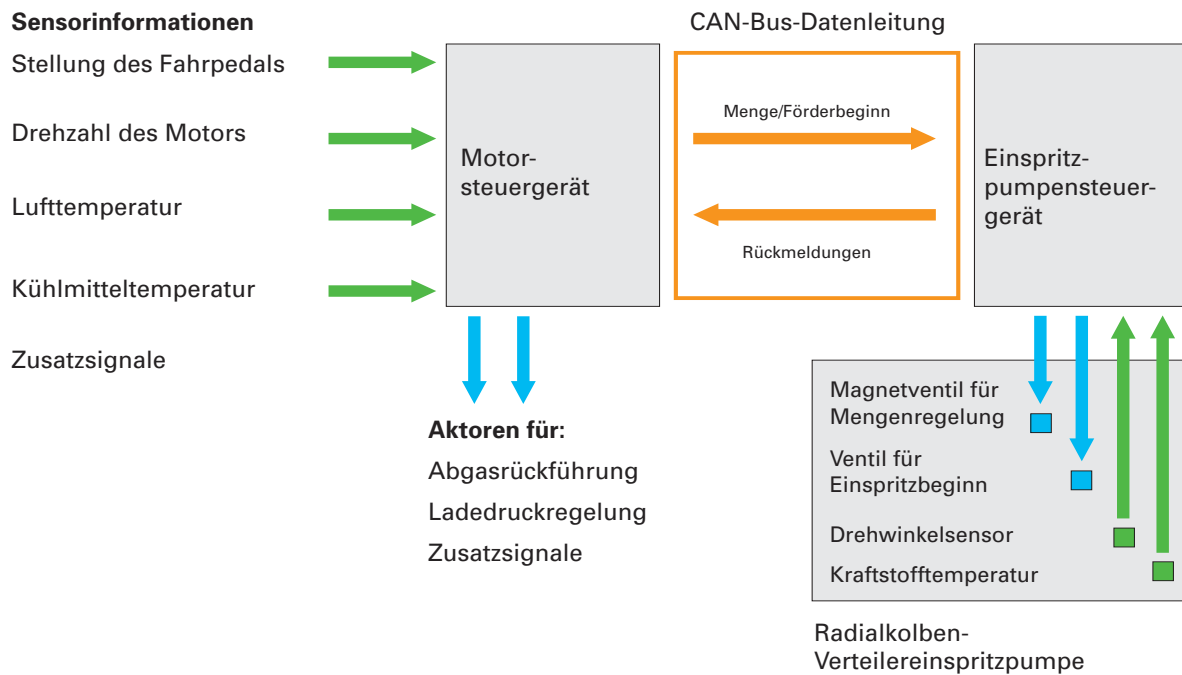 Sensorinformationen
Stellung des Fahrpedals
Drehzahl des Motors
Lufttemperatur
Kühlmitteltemperatur
Zusatzsignale
Motor-
steuergerät
CAN-Bus-Datenleitung
Menge/Förderbeginn
Rückmeldungen
Einspritz-
pumpensteuer-
gerät
Aktoren für:
Abgasrückführung
Ladedruckregelung
Zusatzsignale
Magnetventil für
Mengenregelung
Ventil für
Einspritzbeginn
Drehwinkelsensor
Kraftstofftemperatur
Radialkolben-
Verteilereinspritzpumpe